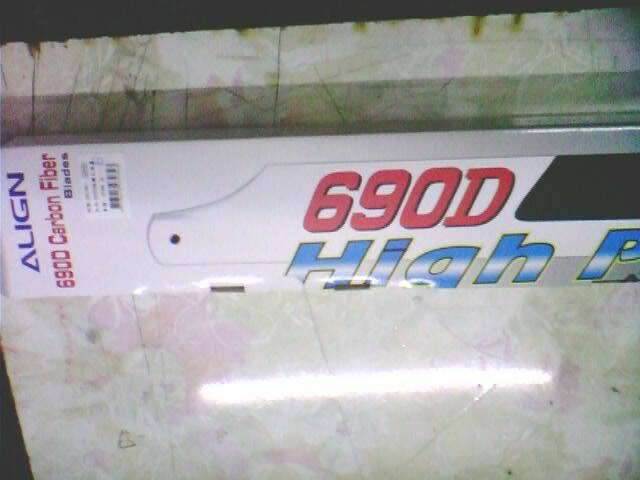 ALIGN
690D Carbon Fiber
Blades
690D
High P